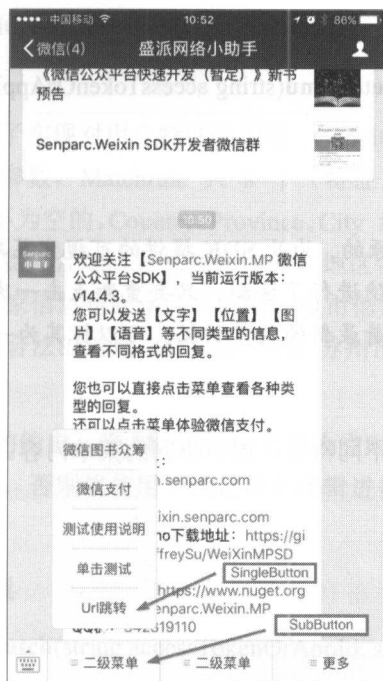 中国移动 10:52 86%
微信(4) 盛派网络小助手
《微信公众平台快速开发(暂定)》新书
预告
Senparc.Weixin SDK开发者微信群
10:50
Senparc
小助手
欢迎关注【Senparc.Weixin.MP 微信
公众平台SDK】,当前运行版本:
v14.4.3。
您可以发送【文字】【位置】【图
片】【语音】等不同类型的信息,
查看不同格式的回复。
您也可以直接点击菜单查看各种类
型的回复。
还可以点击菜单体验微信支付。
微信图书众筹
微信支付
.senparc.com
测试使用说明
ixin.senparc.com
no下载地址:https://gi
ffreySu/WeiXinMPSD
单击测试
SingleButton
Url跳转
https://www.nuget.org
enparc.Weixin.MP
SubButton
342319110
二级菜单 二级菜单 更多